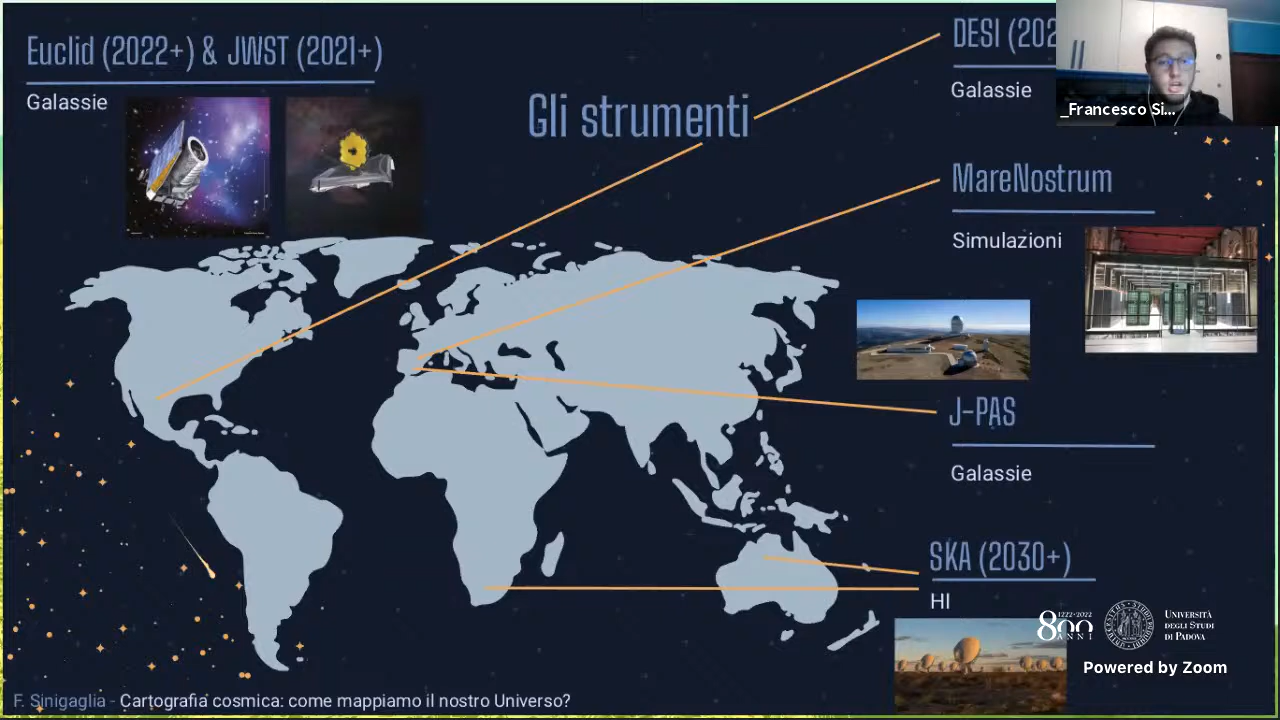 Euclid (2022+) & JWST (2021+)
Galassie
Gli strumenti
DESI (202
Galassie
_Francesco Si...
MareNostrum
Simulazioni
J-PAS
Galassie
SKA (2030+)
HI
1222·2022
800
ANNI
Università
degli Studi
di Padova
Powered by Zoom
F. Sinigaglia - Cartografia cosmica: come mappiamo il nostro Universo?